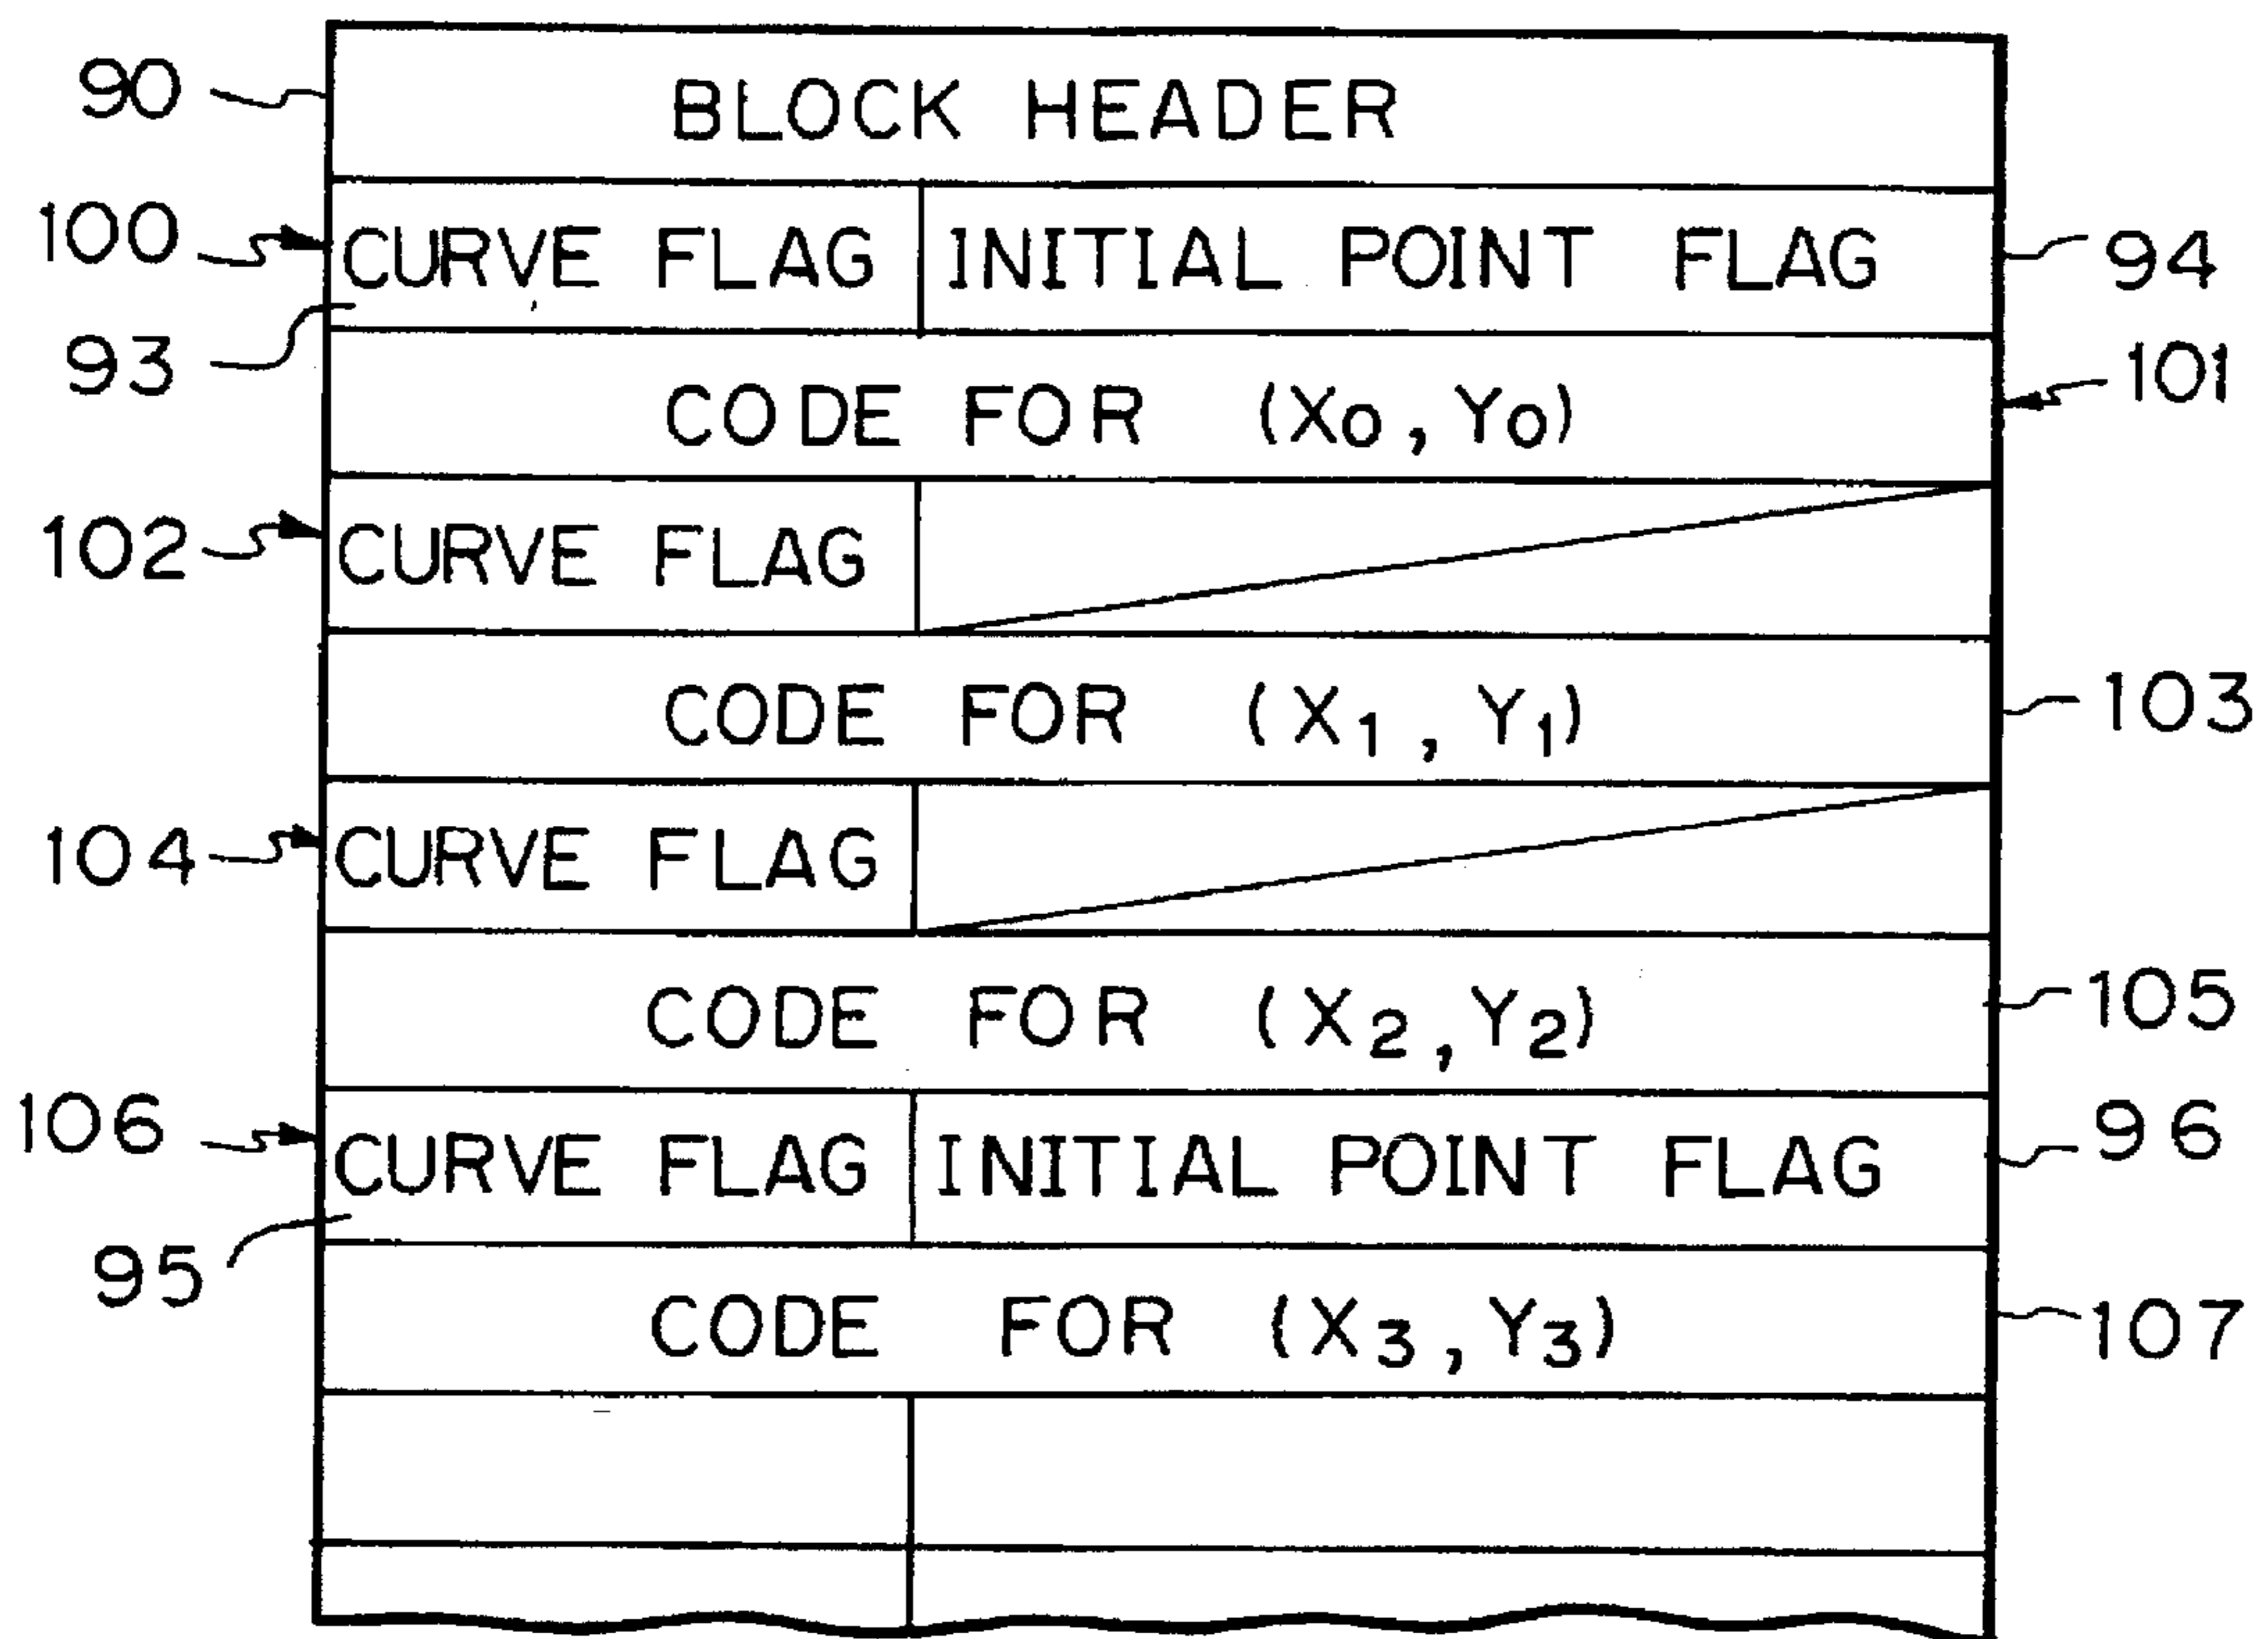 90 BLOCK HEADER
100 CURVE FLAG INITIAL POINT FLAG 94
93
CODE FOR (X0, Y0) 101
102 CURVE FLAG
CODE FOR (X1, Y1) 103
104 CURVE FLAG
CODE FOR (X2, Y2) 105
106 CURVE FLAG INITIAL POINT FLAG 96
95
CODE FOR (X3, Y3) 107